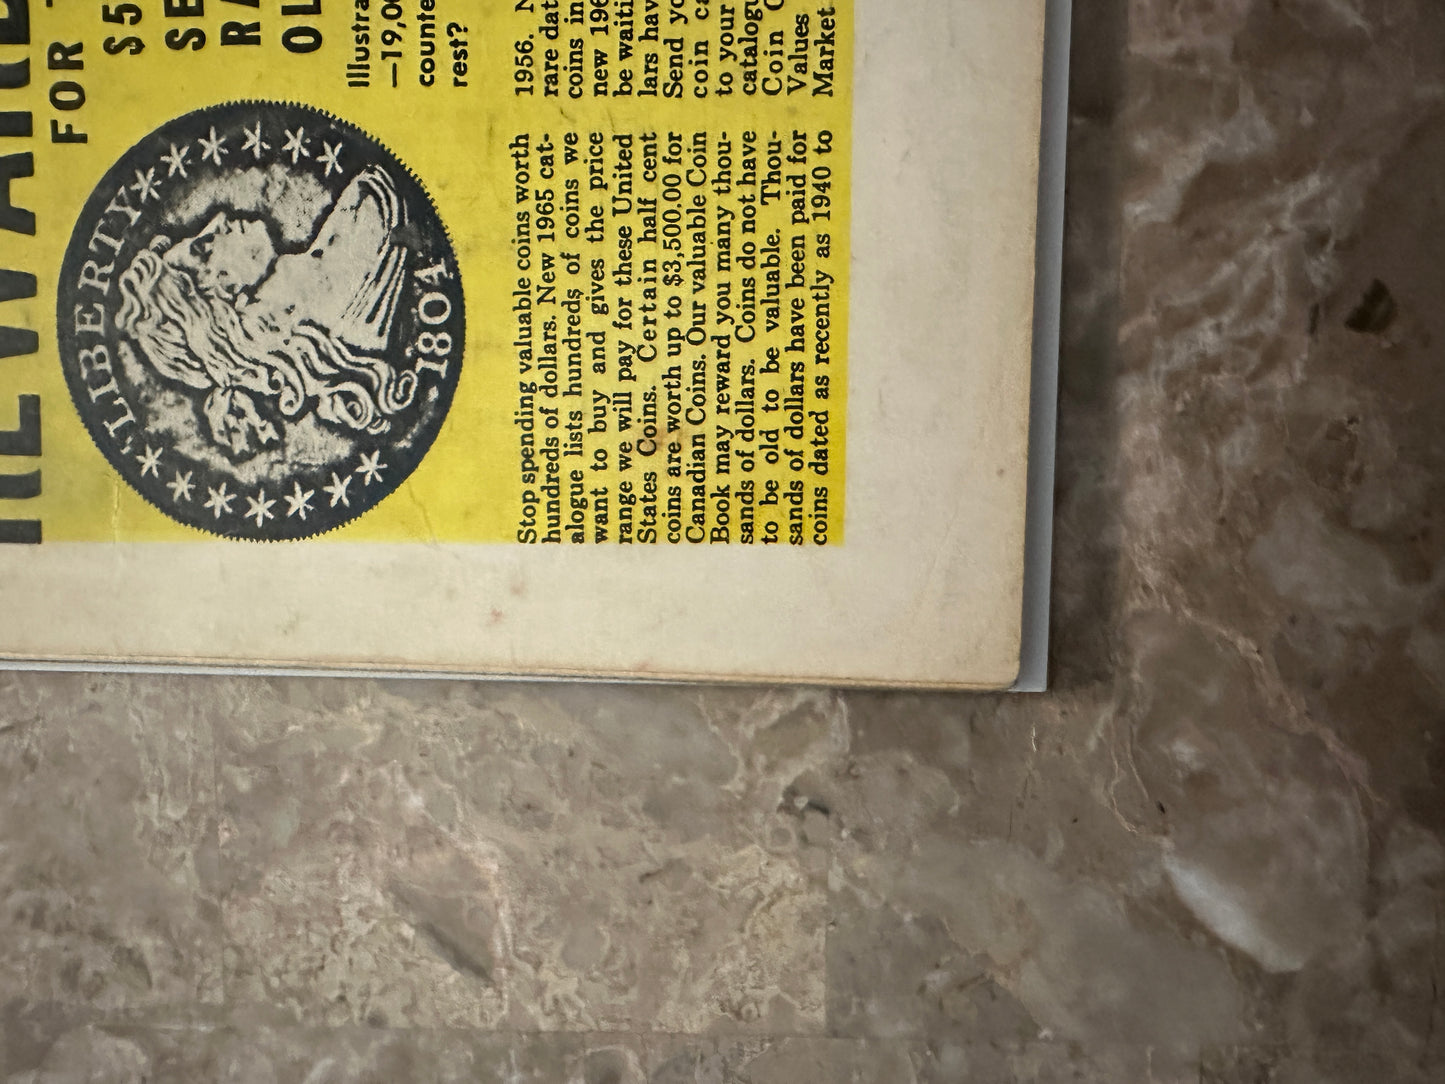 REWARD
FOR
$5
SE
RA
OL
LIBERTY
1804
Illustra
—19,00
counte
rest?
Stop spending valuable coins worth
hundreds of dollars. New 1965 cat-
alogue lists hundreds of coins we
want to buy and gives the price
range we will pay for these United
States Coins. Certain half cent
coins are worth up to $3,500.00 for
Canadian Coins. Our valuable Coin
Book may reward you many thou-
sands of dollars. Coins do not have
to be old to be valuable. Thou-
sands of dollars have been paid for
coins dated as recently as 1940 to
1956. N
rare dat
coins in
new 196
be waiti
lars hav
Send yo
coin ca
to your
catalogu
Coin C
Values
Market